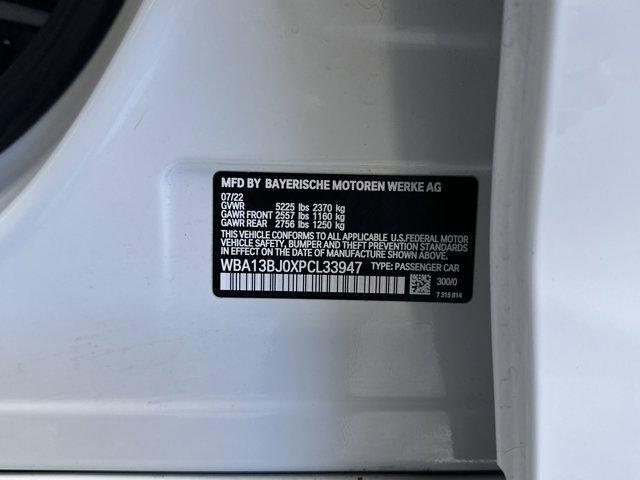 MFD BY BAYERISCHE MOTOREN WERKE AG
07/22
GVWR 5225 lbs 2370 kg
GAWR FRONT 2557 lbs 1160 kg
GAWR REAR 2756 lbs 1250 kg
THIS VEHICLE CONFORMS TO ALL APPLICABLE U.S.FEDERAL MOTOR
VEHICLE SAFETY, BUMPER, AND THEFT PREVENTION STANDARDS
IN EFFECT ON THE DATE OF MANUFACTURE SHOWN ABOVE.
WBA13BJ0XPCL33947 TYPE: PASSENGER CAR
300/0
7 315 814